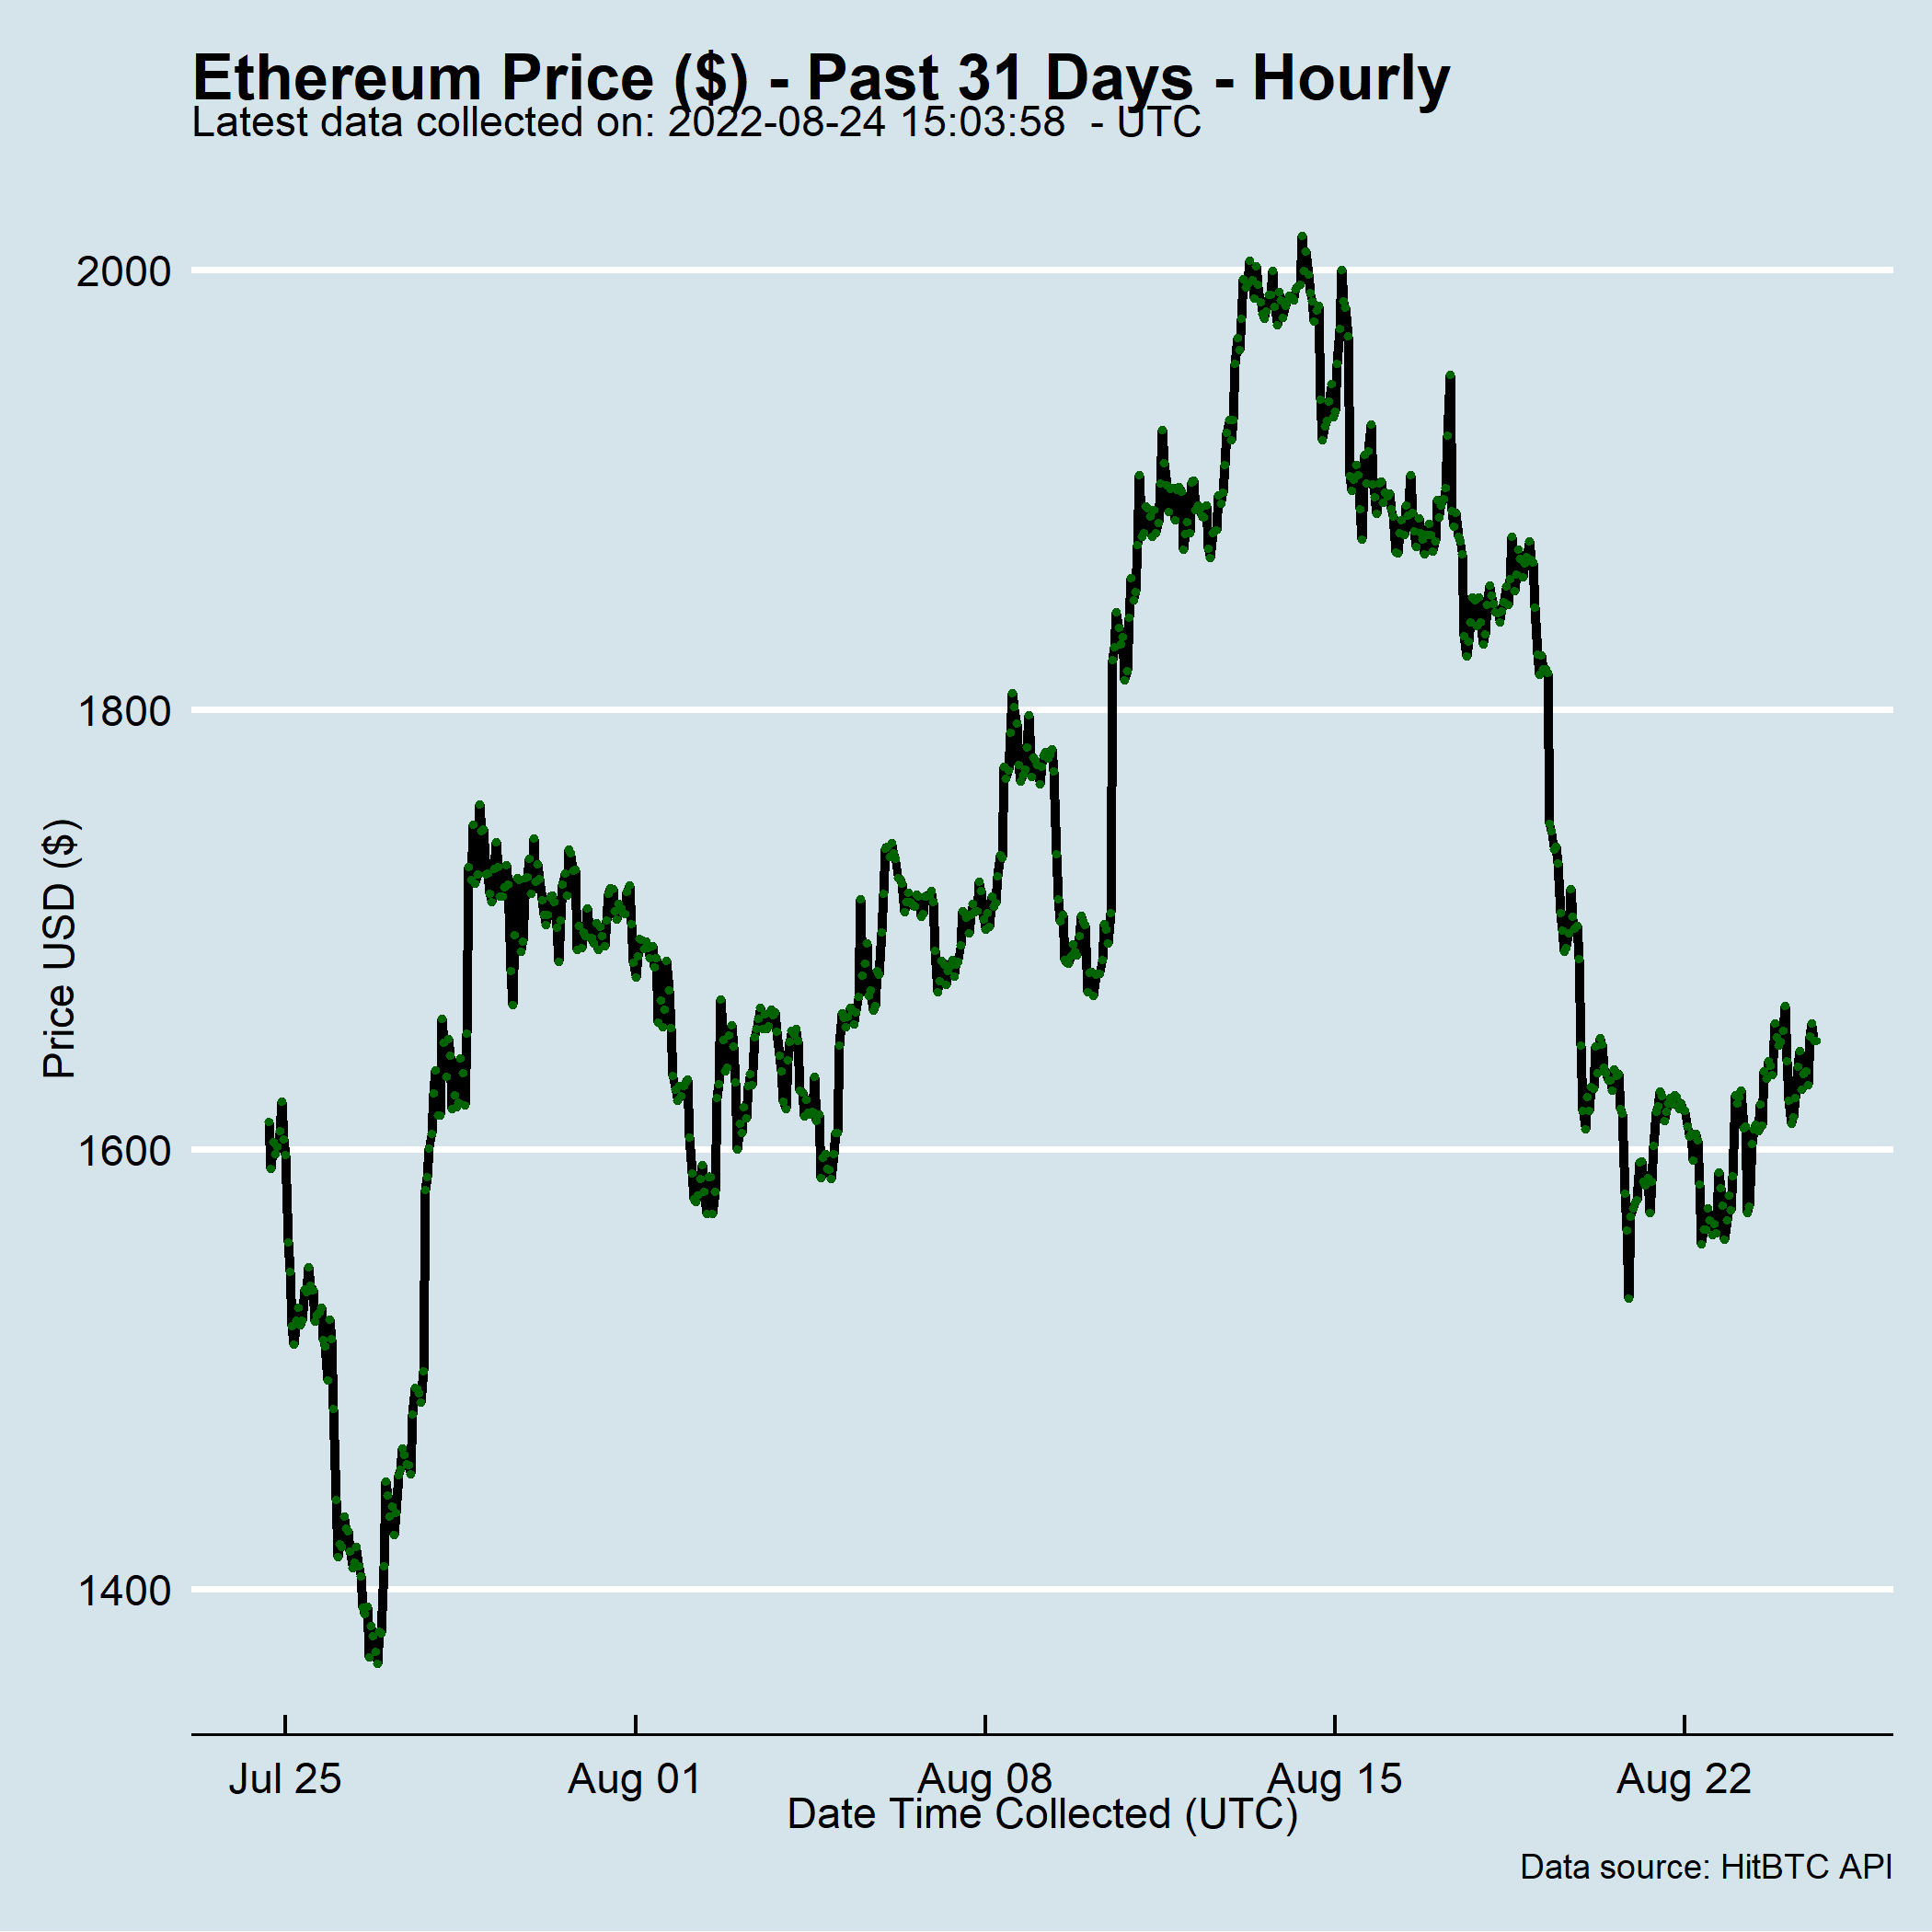 Ethereum Price ($) - Past 31 Days - Hourly
Latest data collected on: 2022-08-24 15:03:58  - UTC
2000
1800
1600
1400
Price USD ($)
Jul 25
Aug 01
Aug 08
Aug 15
Aug 22
Date Time Collected (UTC)
Data source: HitBTC API